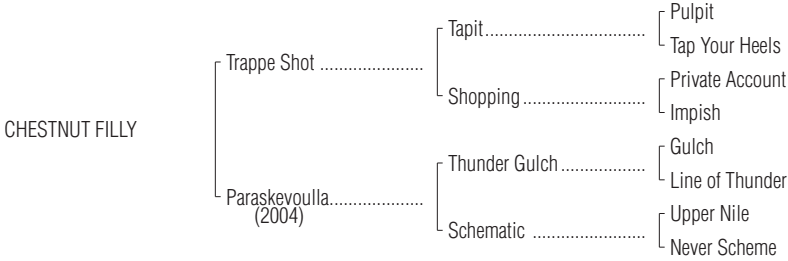 Pulpit
Tapit..................................
Tap Your Heels
Trappe Shot ......................
Private Account
Shopping..........................
Impish
CHESTNUT FILLY
Gulch
Thunder Gulch..................
Line of Thunder
Paraskevoulla....................
(2004)
Upper Nile
Schematic ........................
Never Scheme